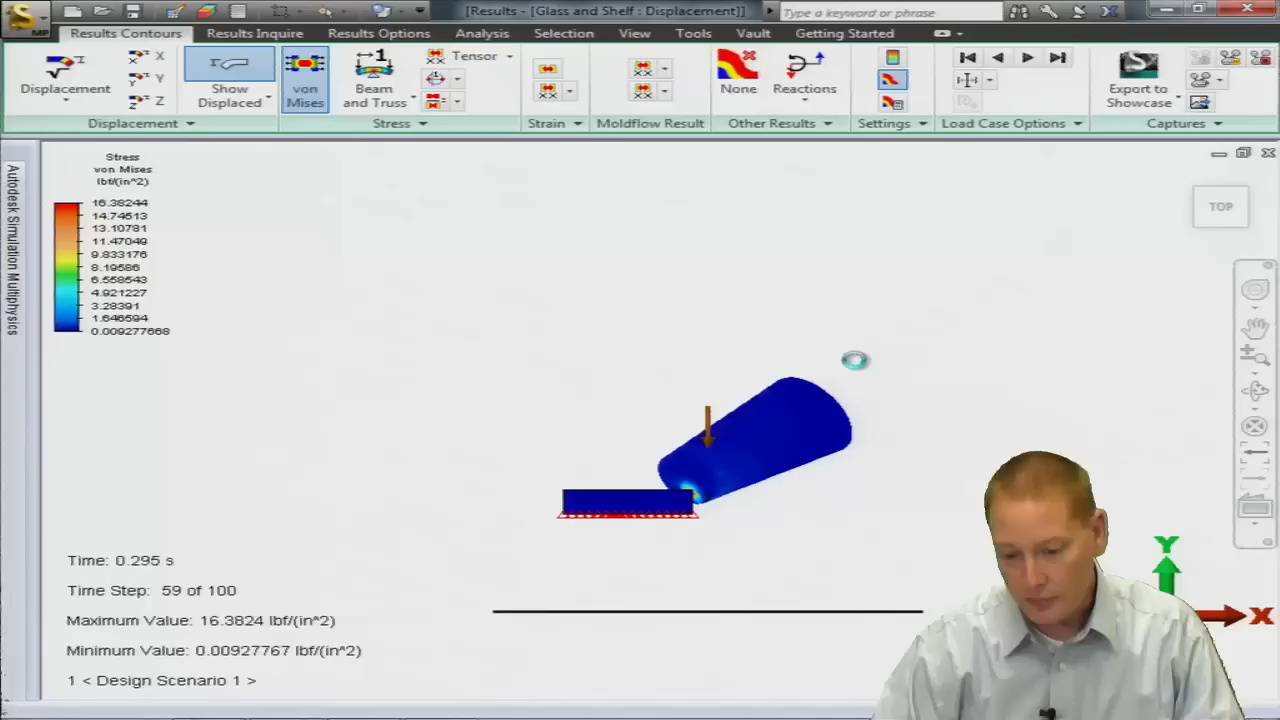 S
MP
[Results - [Glass and Shelf : Displacement]]
Type a keyword or phrase
Results Contours
Results Inquire
Results Options
Analysis
Selection
View
Tools
Vault
Getting Started
Displacement
X
Y
Z
Show
Displaced
von
Mises
1
Beam
and Truss
Tensor
None
Reactions
Export to
Showcase
Displacement
Stress
Strain
Moldflow Result
Other Results
Settings
Load Case Options
Captures
Autodesk Simulation Multiphysics
Stress
von Mises
lbf/(in^2)
16.38244
14.74513
13.10781
11.47049
9.833176
8.19586
6.558543
4.921227
3.28391
1.646594
0.009277668
TOP
Time: 0.295 s
Time Step: 59 of 100
Maximum Value: 16.3824 lbf/(in^2)
Minimum Value: 0.00927767 lbf/(in^2)
1 < Design Scenario 1 >
Y
X